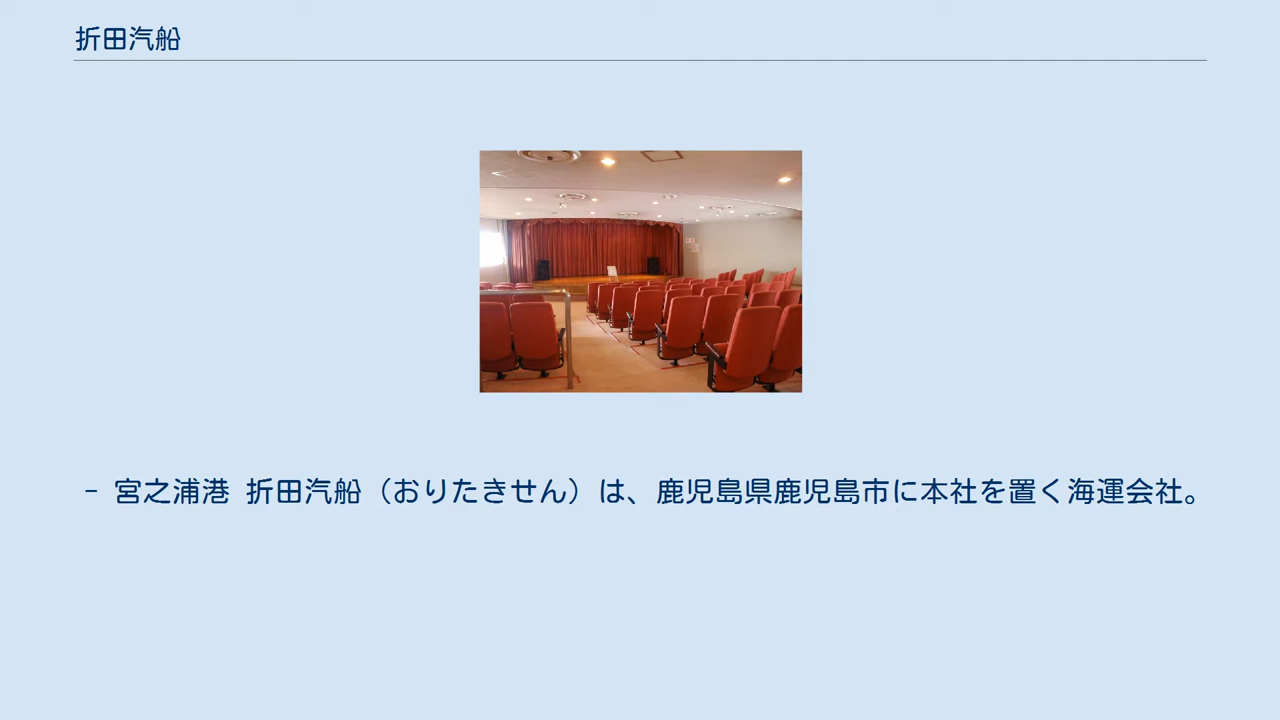 折田汽船
- 宮之浦港 折田汽船（おりたきせん）は、鹿児島県鹿児島市に本社を置く海運会社。